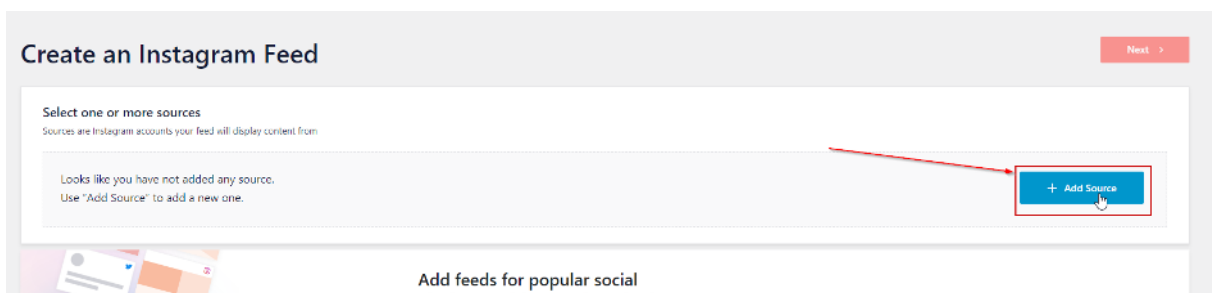 Create an Instagram Feed
Next >
Select one or more sources
Sources are Instagram accounts your feed will display content from
Looks like you have not added any source.
Use "Add Source" to add a new one.
+ Add Source
Add feeds for popular social